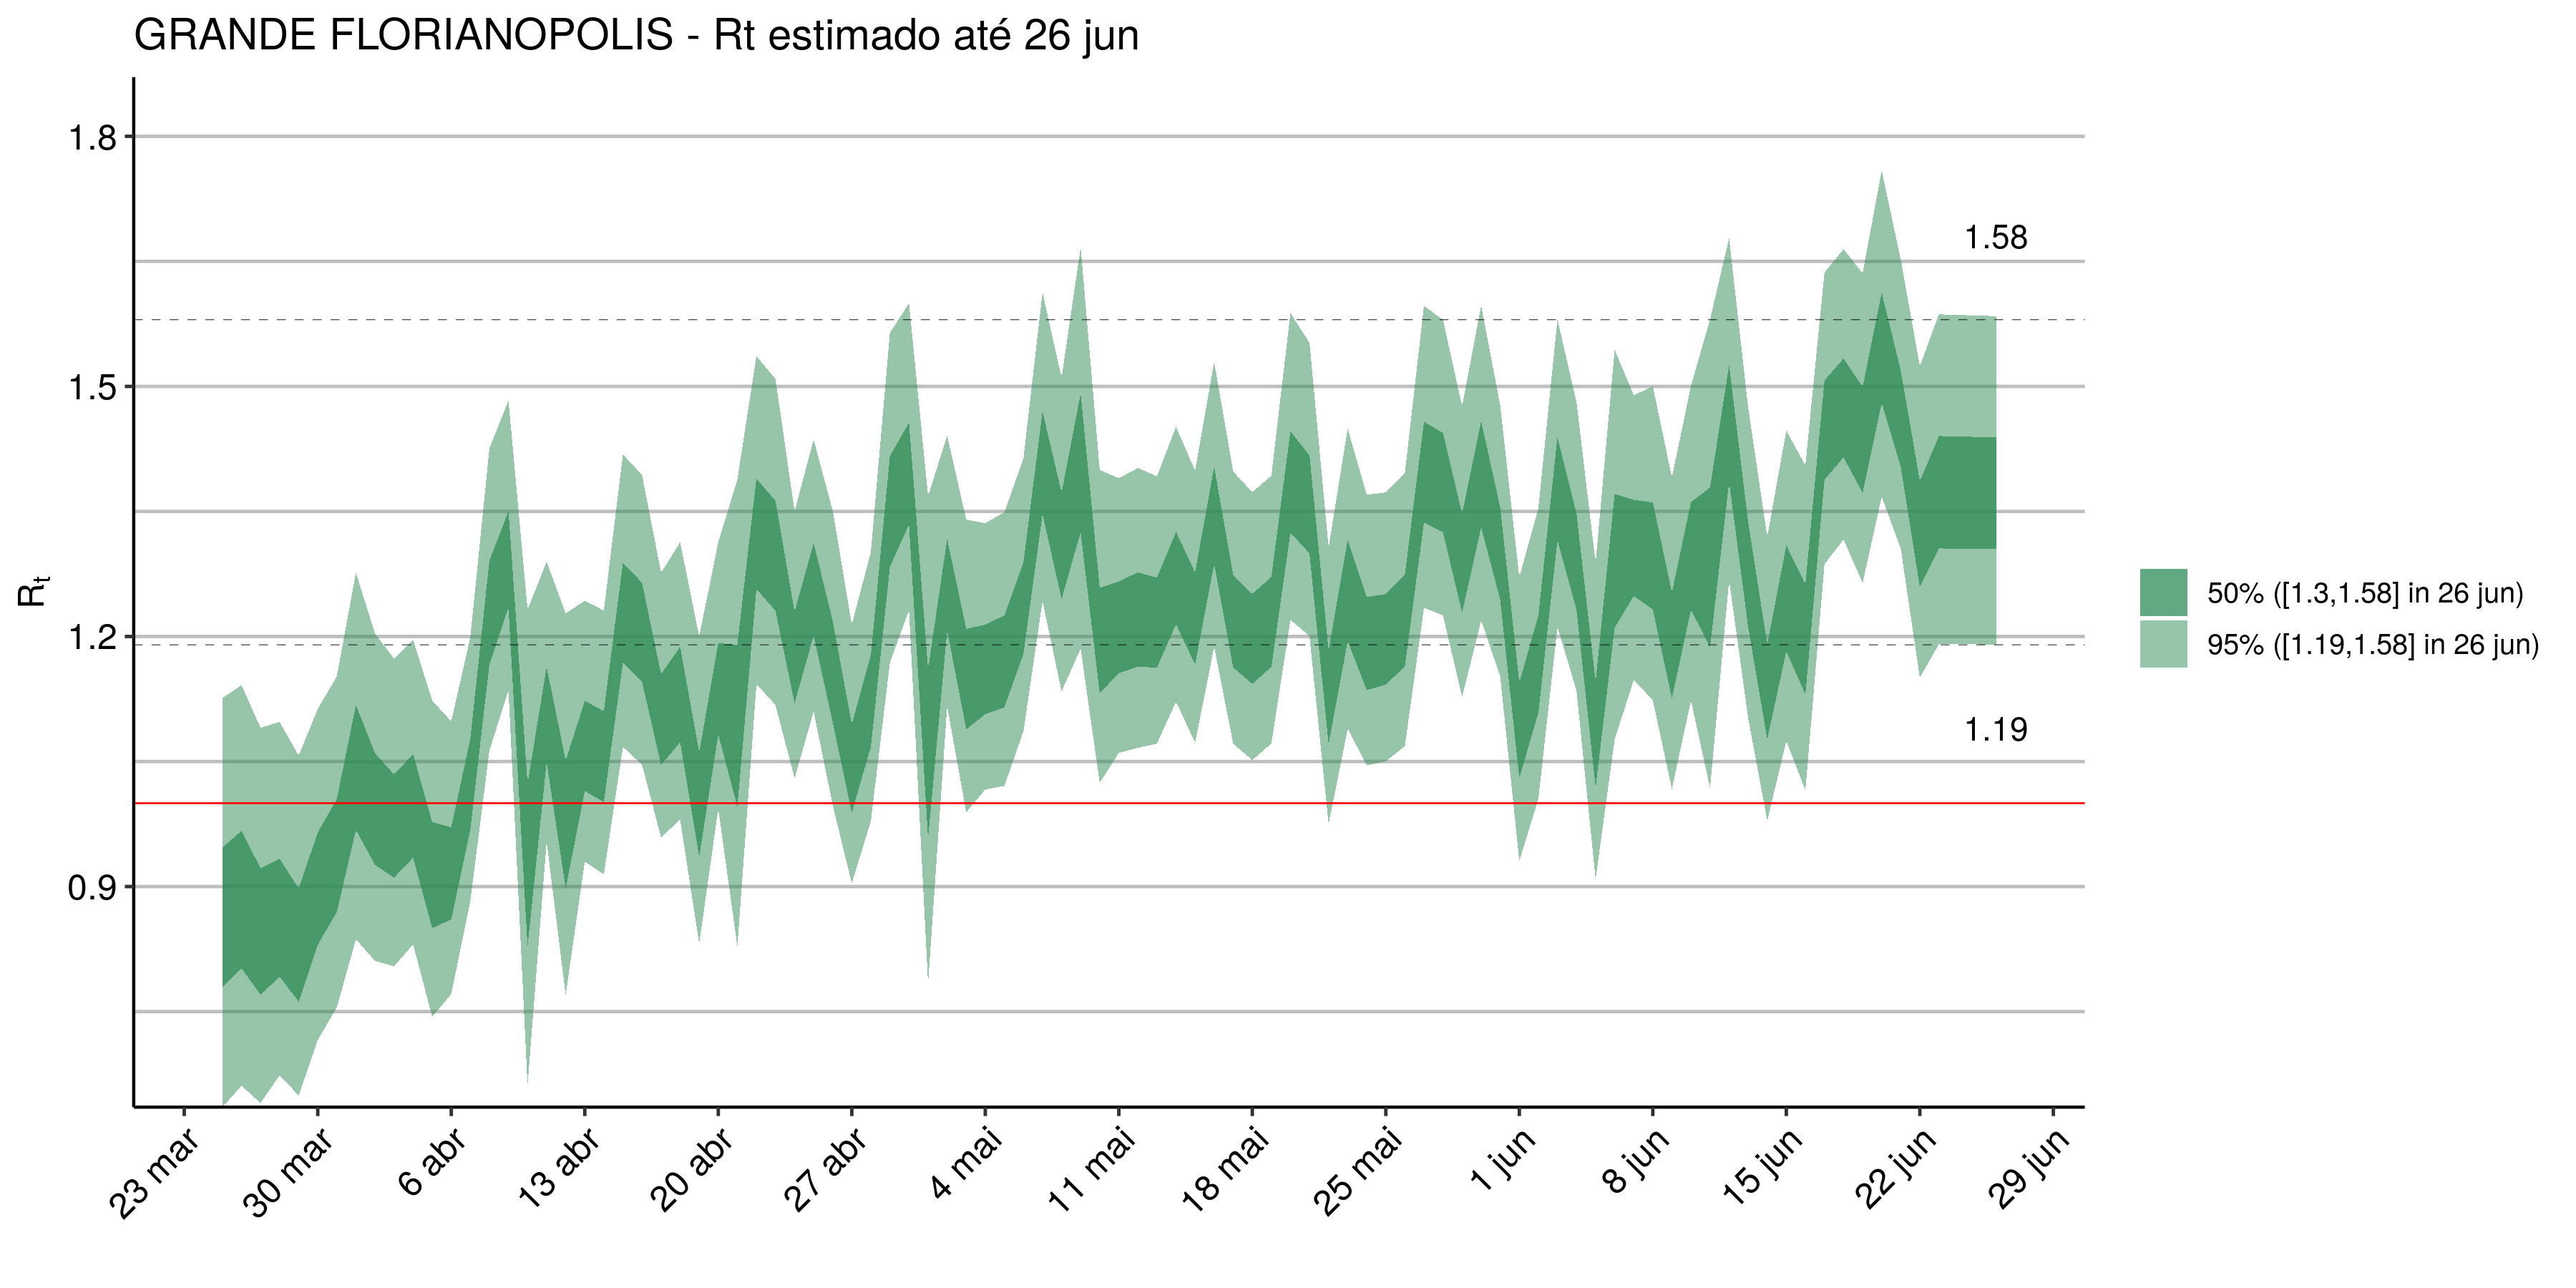 GRANDE FLORIANOPOLIS - Rt estimado até 26 jun
1.8
1.5
1.2
0.9
Rt
1.58
1.19
23 mar
30 mar
6 abr
13 abr
20 abr
27 abr
4 mai
11 mai
18 mai
25 mai
1 jun
8 jun
15 jun
22 jun
29 jun
50% ([1.3,1.58] in 26 jun)
95% ([1.19,1.58] in 26 jun)